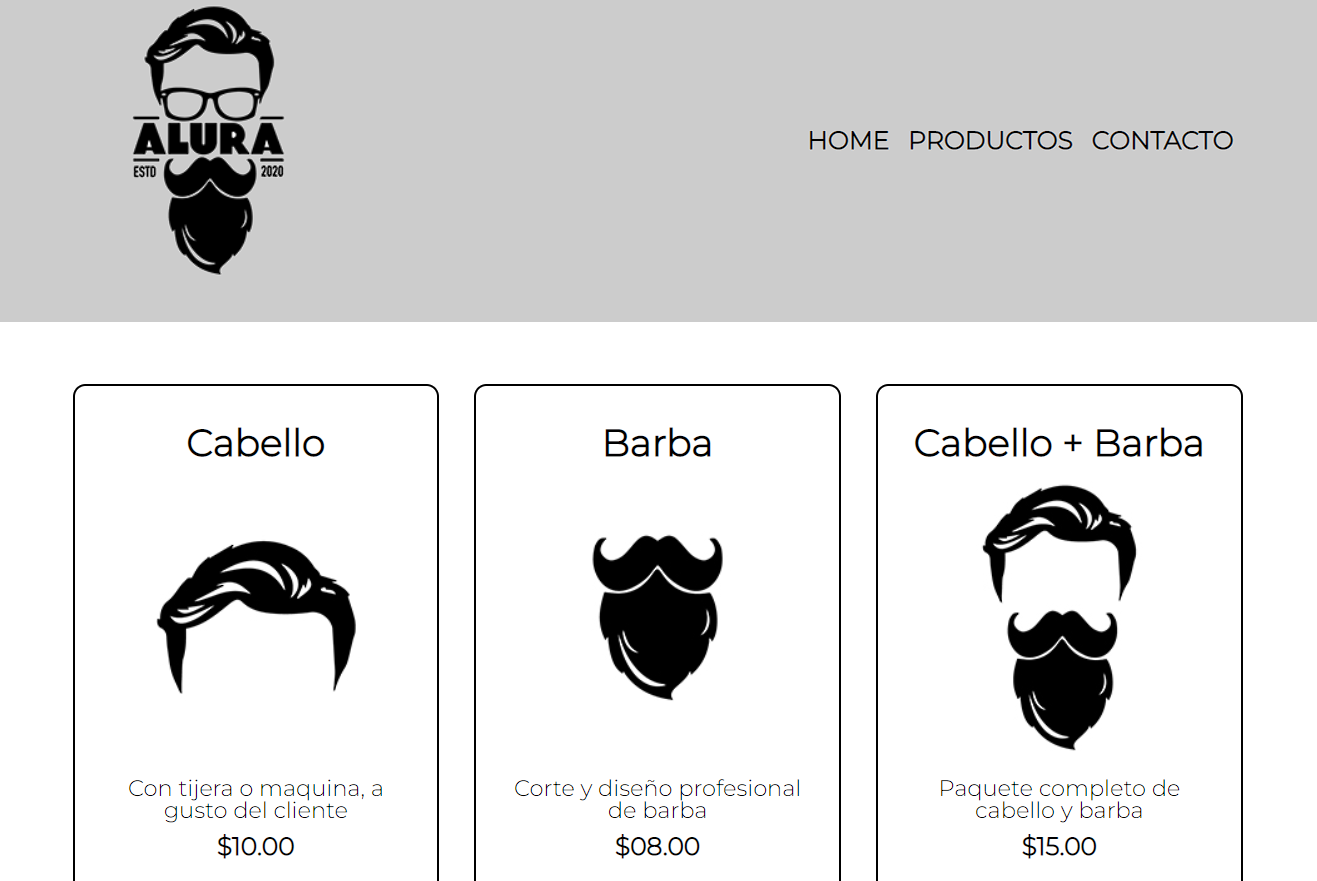 ALURA
ESTD 2020
HOME PRODUCTOS CONTACTO
Cabello
Con tijera o maquina, a
gusto del cliente
$10.00
Barba
Corte y diseño profesional
de barba
$08.00
Cabello + Barba
Paquete completo de
cabello y barba
$15.00